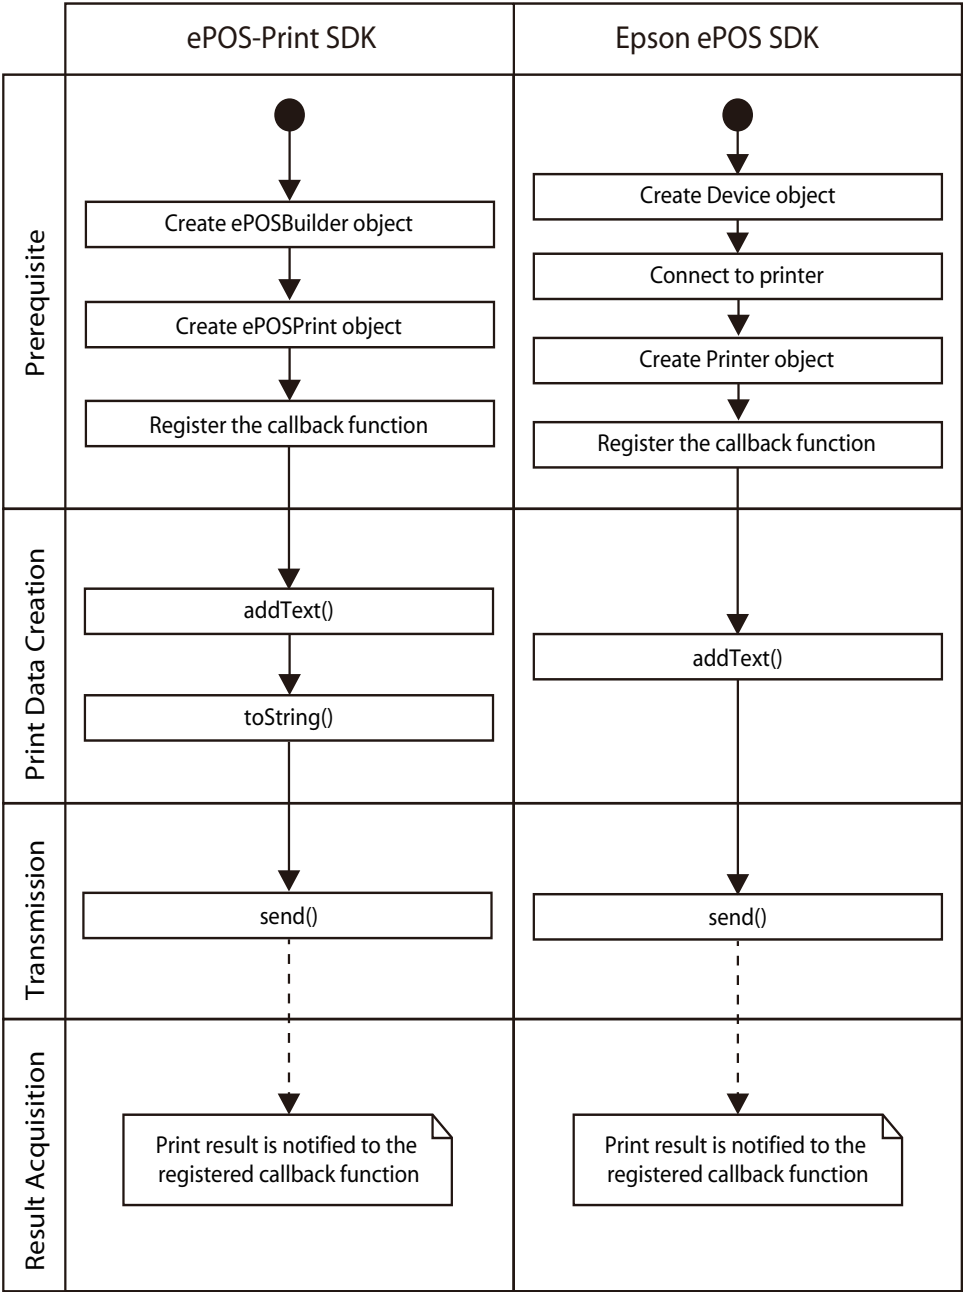 ePOS-Print SDK
Epson ePOS SDK
Prerequisite
Create ePOSBuilder object
Create ePOSPrint object
Register the callback function
Create Device object
Connect to printer
Create Printer object
Register the callback function
Print Data Creation
addText()
toString()
addText()
Transmission
send()
send()
Result Acquisition
Print result is notified to the
registered callback function
Print result is notified to the
registered callback function